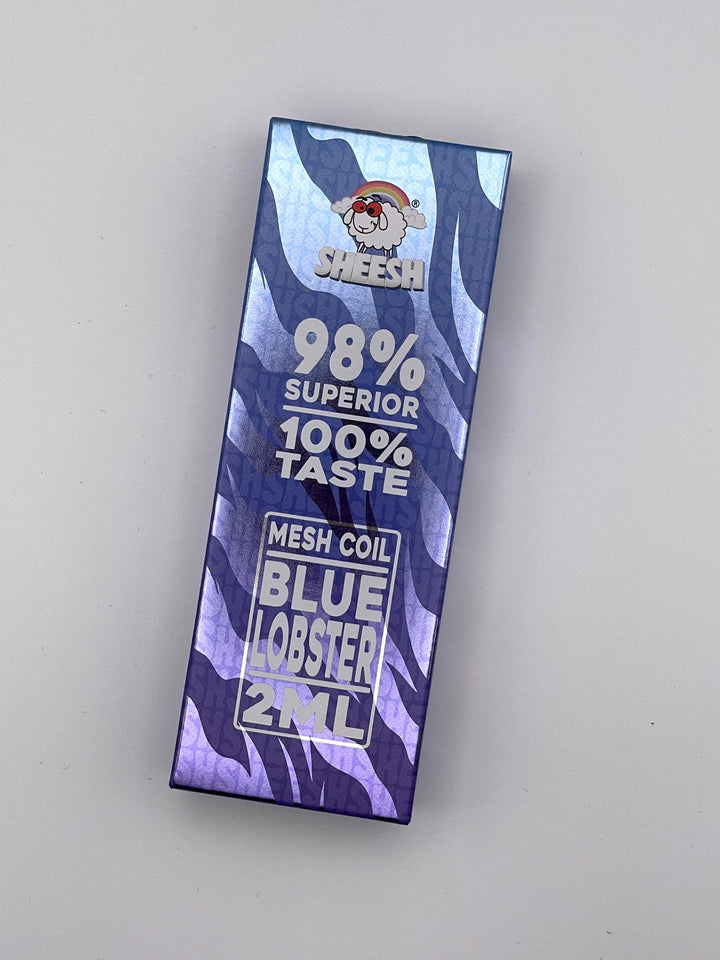 ®
SHEESH
98%
SUPERIOR
100%
TASTE
MESH COIL
BLUE
LOBSTER
2ML